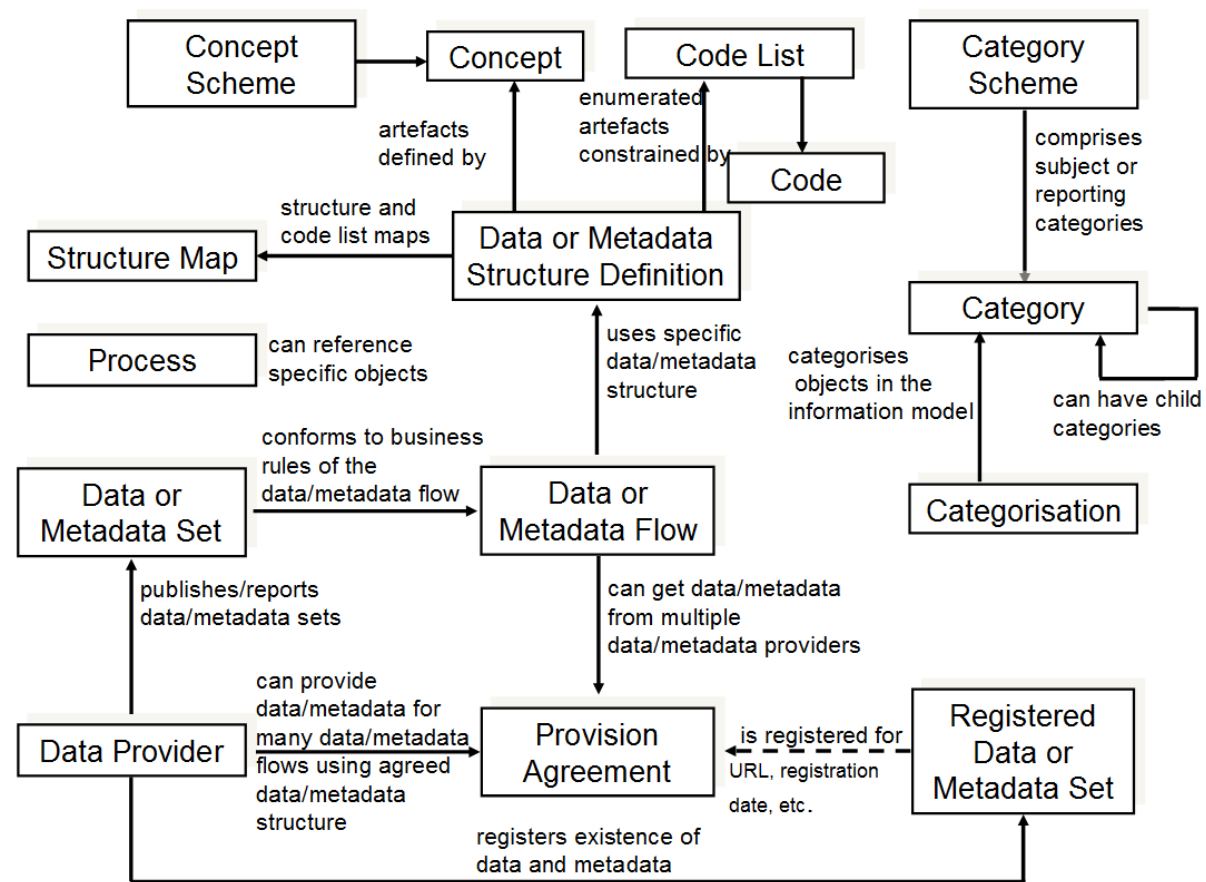 Concept
Scheme
Concept
Code List
Category
Scheme
artefacts
defined by
enumerated
artefacts
constrained by
Code
comprises
subject or
reporting
categories
structure and
code list maps
Structure Map
Data or Metadata
Structure Definition
Category
Process
can reference
specific objects
uses specific
data/metadata
structure
categorises
objects in the
information model
can have child
categories
conforms to business
rules of the
data/metadata flow
Data or
Metadata Set
Data or
Metadata Flow
Categorisation
publishes/reports
data/metadata sets
can get data/metadata
from multiple
data/metadata providers
Data Provider
can provide
data/metadata for
many data/metadata
flows using agreed
data/metadata
structure
Provision
Agreement
is registered for
URL, registration
date, etc.
Registered
Data or
Metadata Set
registers existence of
data and metadata